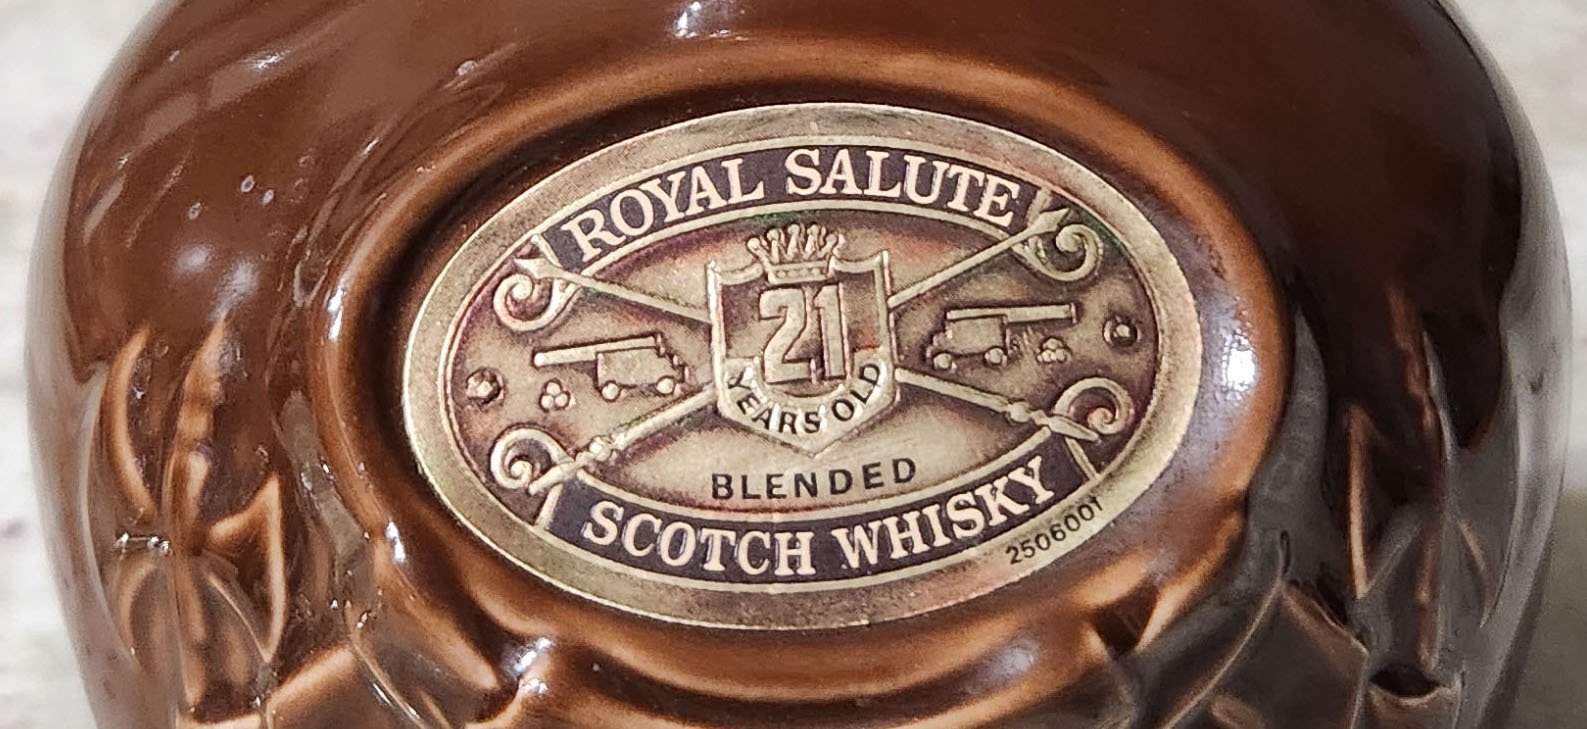 ROYAL SALUTE
21
YEARS OLD
BLENDED
SCOTCH WHISKY
2506001